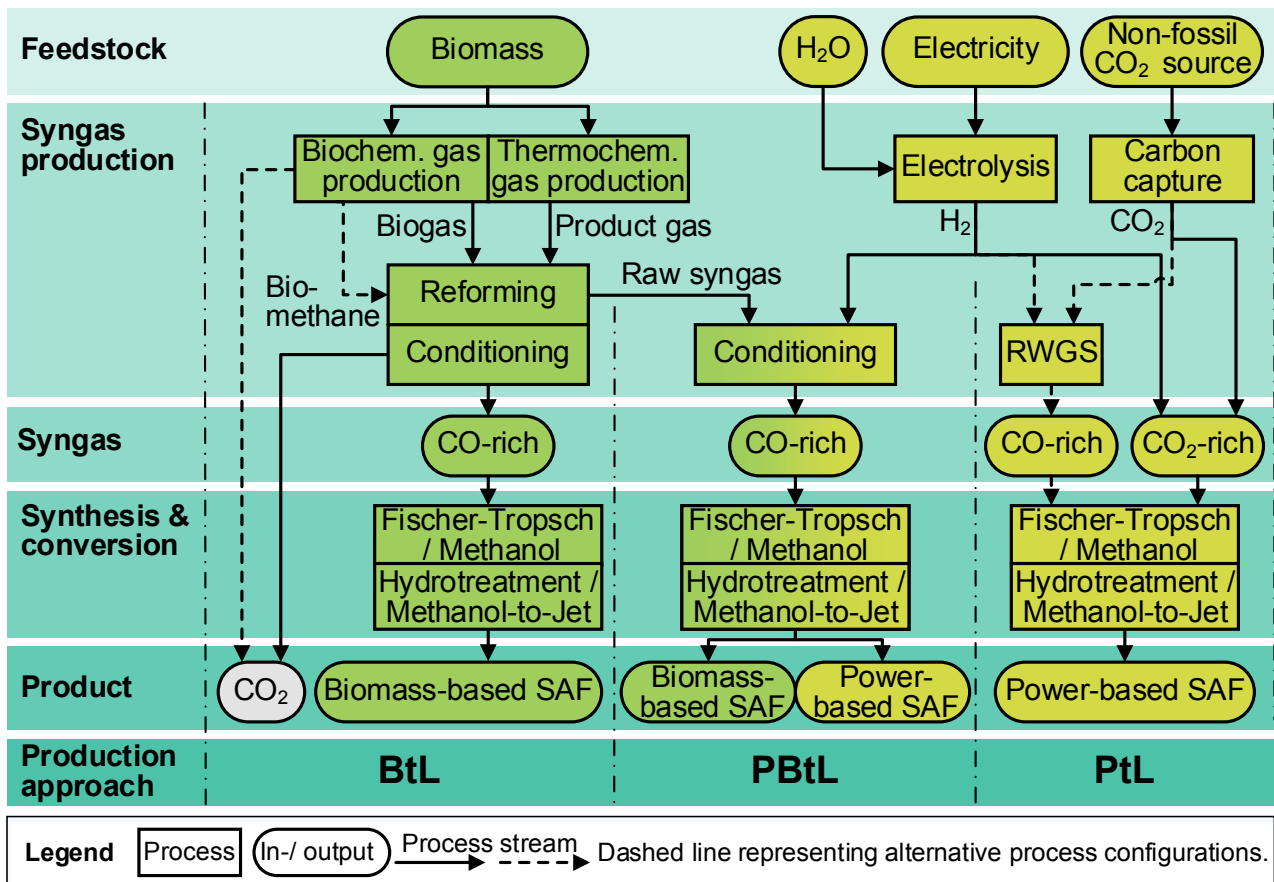 Feedstock
Biomass
H₂O
Electricity
Non-fossil
CO₂ source
Syngas
production
Biochem. gas
production
Thermochem.
gas production
Electrolysis
Carbon
capture
Biogas
Product gas
H₂
CO₂
Bio-
methane
Reforming
Raw syngas
Conditioning
Conditioning
RWGS
Syngas
CO-rich
CO-rich
CO-rich
CO₂-rich
Synthesis &
conversion
Fischer-Tropsch
/ Methanol
Hydrotreatment /
Methanol-to-Jet
Fischer-Tropsch
/ Methanol
Hydrotreatment /
Methanol-to-Jet
Fischer-Tropsch
/ Methanol
Hydrotreatment /
Methanol-to-Jet
Product
CO₂
Biomass-based SAF
Biomass-
based SAF
Power-
based SAF
Power-based SAF
Production
approach
BtL
PBtL
PtL
Legend
Process
In-/ output
Process stream
Dashed line representing alternative process configurations.